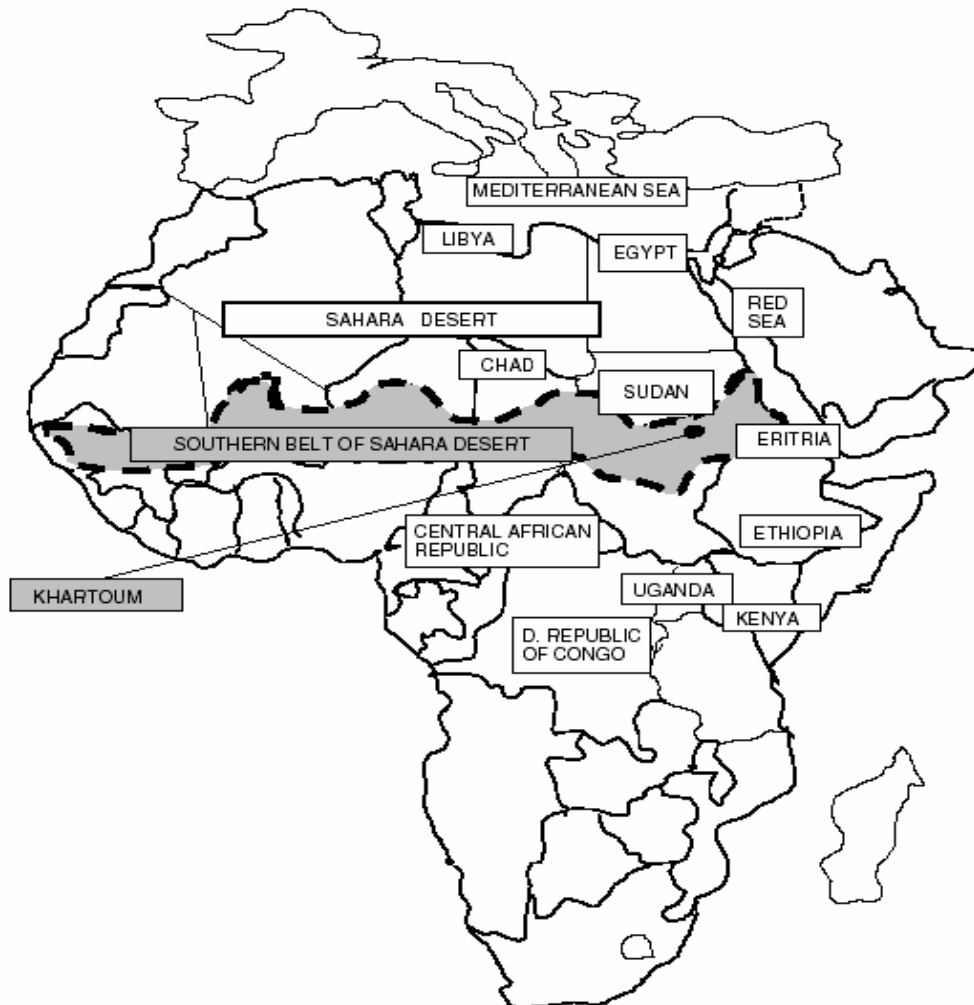 MEDITERRANEAN SEA
LIBYA
EGYPT
RED
SEA
SAHARA DESERT
CHAD
SUDAN
SOUTHERN BELT OF SAHARA DESERT
ERITRIA
CENTRAL AFRICAN
REPUBLIC
ETHIOPIA
KHARTOUM
UGANDA
KENYA
D. REPUBLIC
OF CONGO